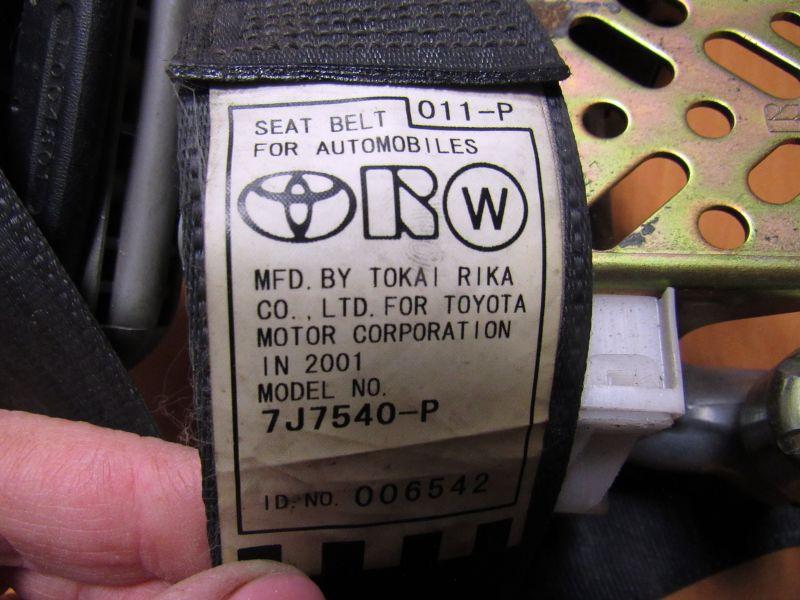 SEAT BELT 011-P
FOR AUTOMOBILES
W
MFD. BY TOKAI RIKA
CO., LTD. FOR TOYOTA
MOTOR CORPORATION
IN 2001
MODEL NO.
7J7540-P
ID. NO. 006542